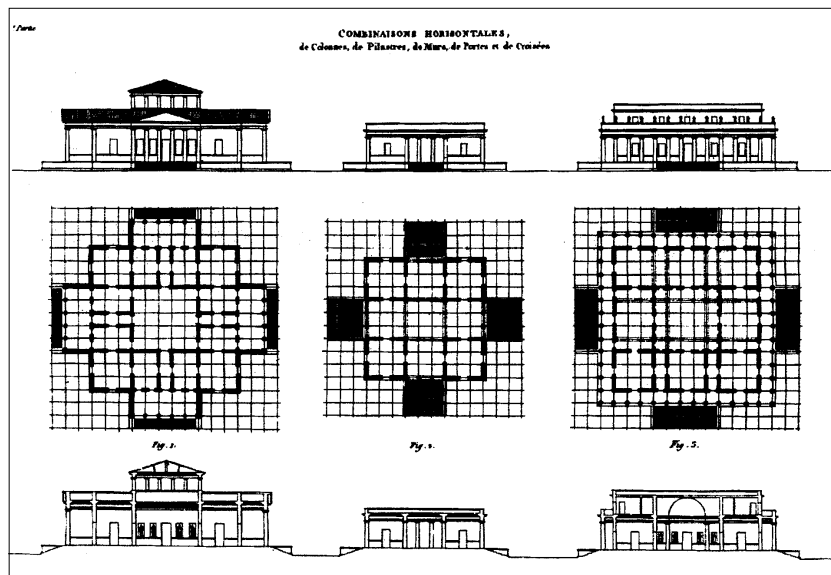 Partie
COMBINAISONS HORISONTALES,
de Colonnes, de Pilastres, de Murs, de Portes et de Croisées
Fig. 1. Fig. 2. Fig. 3.